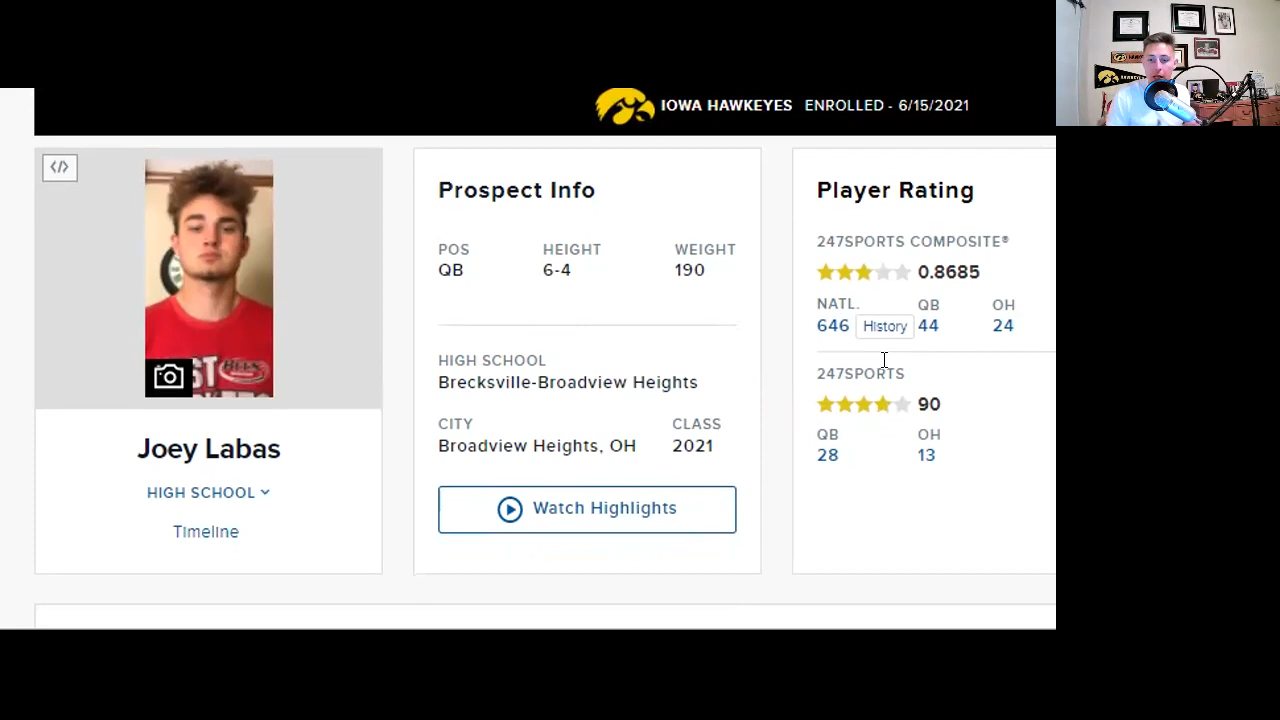 IOWA HAWKEYES ENROLLED - 6/15/2021
</>
Joey Labas
HIGH SCHOOL
Timeline
Prospect Info
POS HEIGHT WEIGHT
QB 6-4 190
HIGH SCHOOL
Brecksville-Broadview Heights
CITY CLASS
Broadview Heights, OH 2021
Watch Highlights
Player Rating
247SPORTS COMPOSITE®
0.8685
NATL. QB OH
646 History 44 24
247SPORTS
90
QB OH
28 13